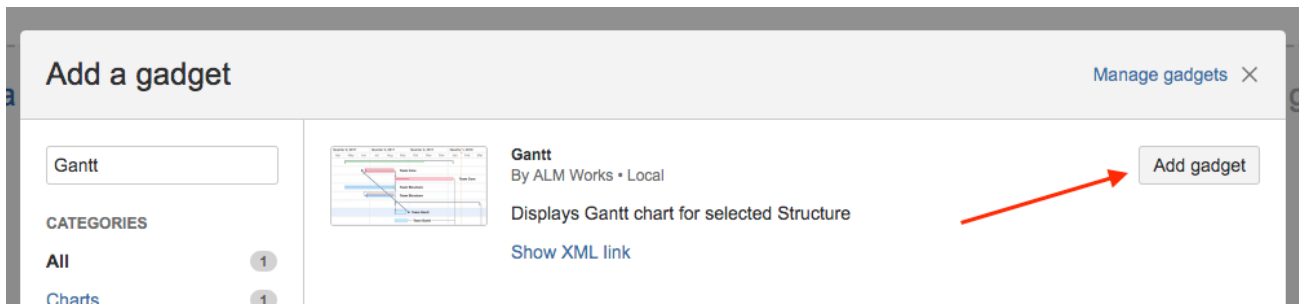 Add a gadget
Manage gadgets
Gantt
CATEGORIES
All 1
Charts 1
Gantt
By ALM Works • Local
Displays Gantt chart for selected Structure
Show XML link
Add gadget